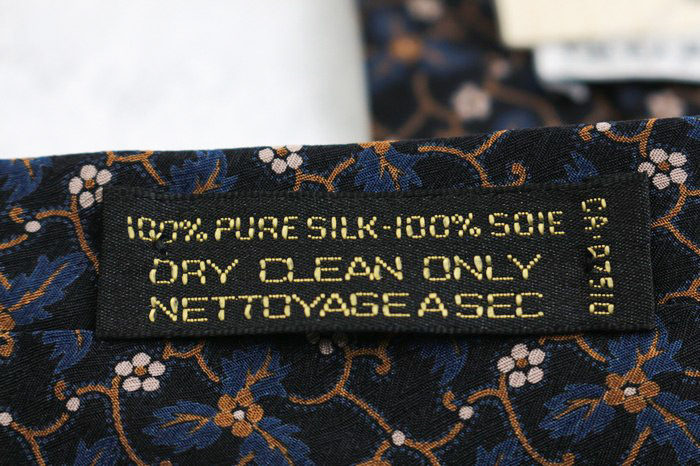 100% PURE SILK-100% SOIE
DRY CLEAN ONLY
NETTOYAGE A SEC
CA 07510